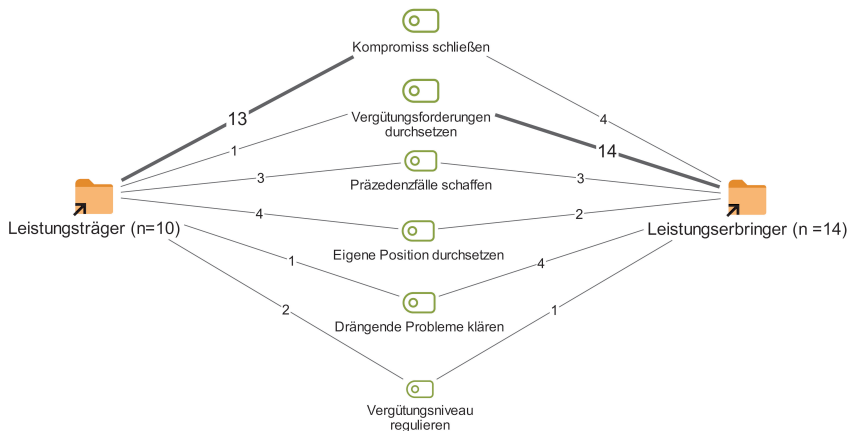 Kompromiss schließen
13
4
Vergütungsforderungen
durchsetzen
1
14
Präzedenzfälle schaffen
3
3
Leistungsträger (n=10)
Leistungserbringer (n =14)
4
2
Eigene Position durchsetzen
1
4
Drängende Probleme klären
2
1
Vergütungsniveau
regulieren